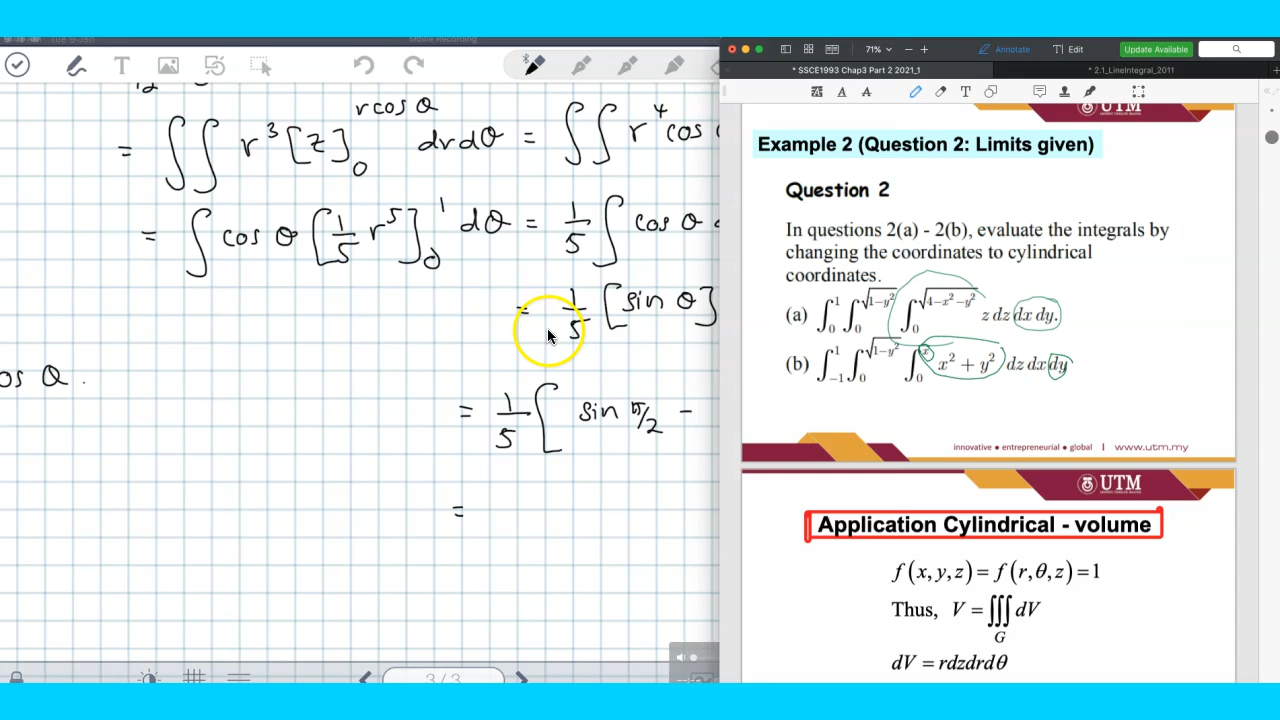 12
= ∫∫ r³ [z]₀^{r cos θ} dr dθ = ∫∫ r⁴ cos
= ∫ cos θ [1/5 r⁵]₀¹ dθ = 1/5 ∫ cos θ
= 1/5 [sin θ]
os θ.
= 1/5 [ sin π/2 -
=
3/3
71%
Annotate
Edit
Update Available
* SSCE1993 Chap3 Part 2 2021_1
* 2.1_LineIntegral_2011
UTM
Example 2 (Question 2: Limits given)
Question 2
In questions 2(a) - 2(b), evaluate the integrals by
changing the coordinates to cylindrical
coordinates.
(a) ∫₀¹ ∫₀^{√(1−y²)} ∫₀^{√(4−x²−y²)} z dz dx dy.
(b) ∫₋₁¹ ∫₀^{√(1−y²)} ∫₀ˣ x² + y² dz dx dy
innovative ● entrepreneurial ● global | www.utm.my
UTM
Application Cylindrical - volume
f(x, y, z) = f(r, θ, z) = 1
Thus, V = ∭ dV
G
dV = rdzdrdθ